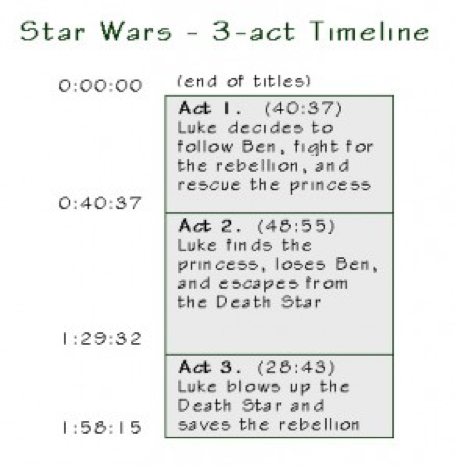 Star Wars - 3-act Timeline
0:00:00 (end of titles)
Act 1. (40:37)
Luke decides to
follow Ben, fight for
the rebellion, and
rescue the princess
0:40:37
Act 2. (48:55)
Luke finds the
princess, loses Ben,
and escapes from
the Death Star
1:29:32
Act 3. (28:43)
Luke blows up the
Death Star and
saves the rebellion
1:58:15